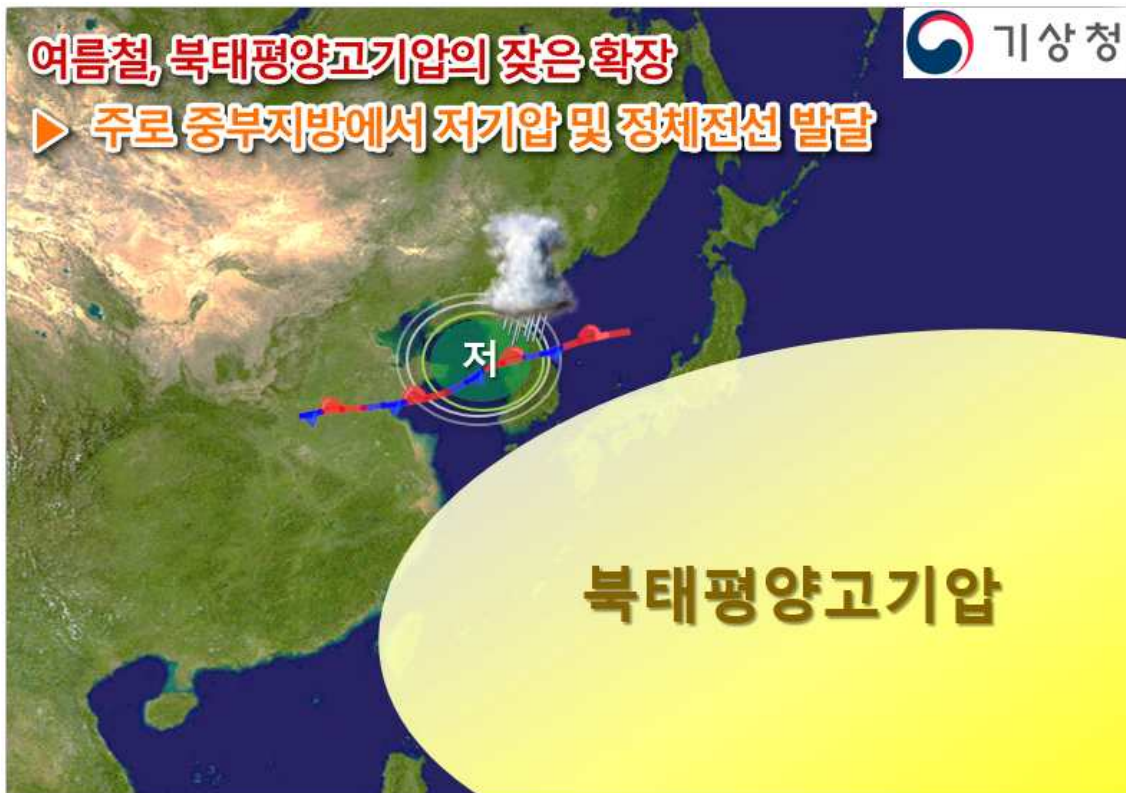 여름철, 북태평양고기압의 잦은 확장
▶ 주로 중부지방에서 저기압 및 정체전선 발달
기상청
저
북태평양고기압